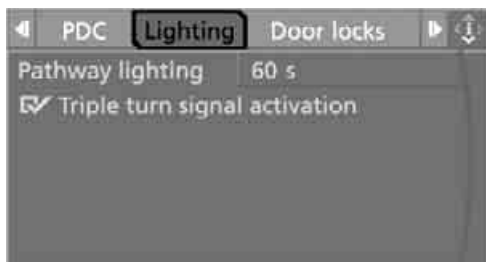 PDC Lighting Door locks
Pathway lighting 60 s
Triple turn signal activation